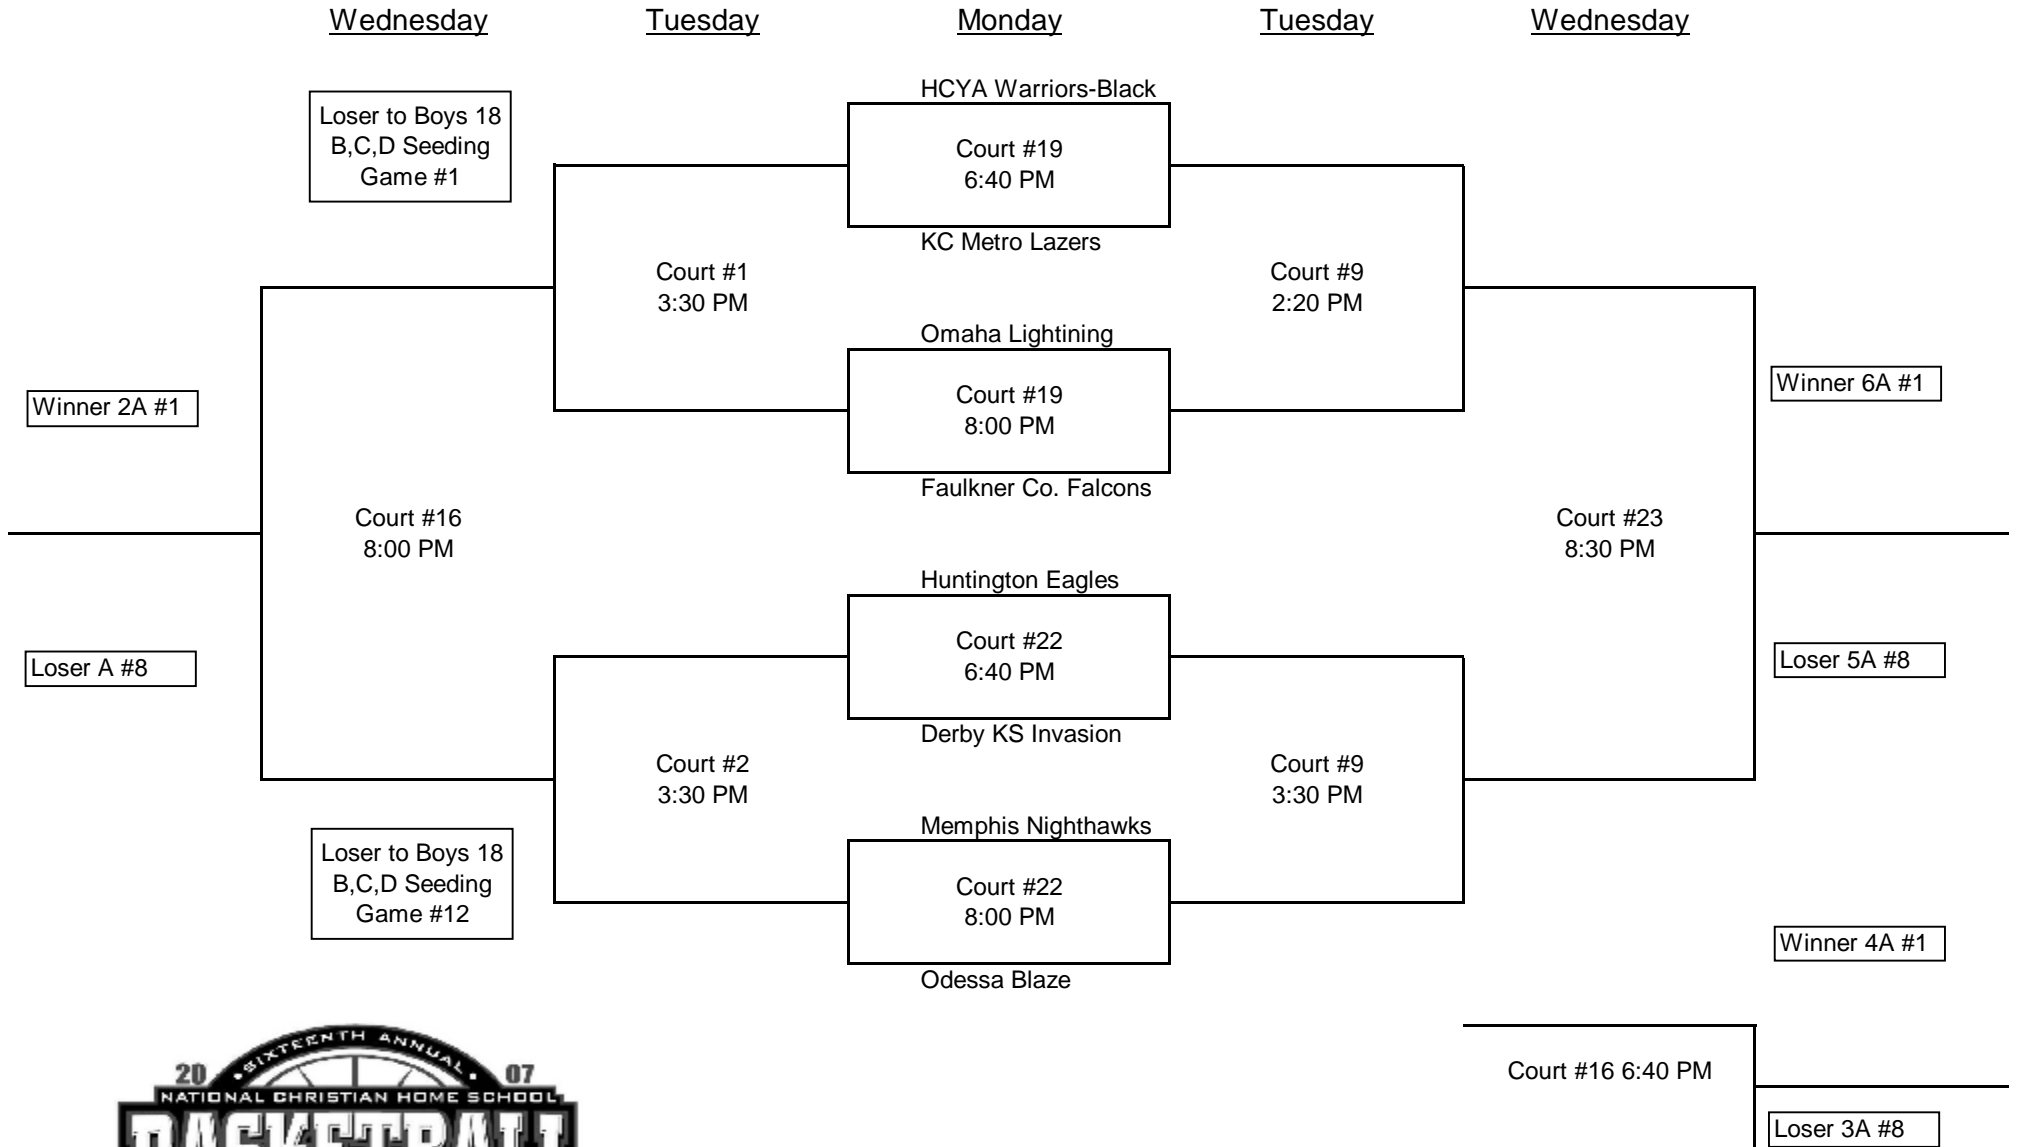 Wednesday Tuesday Monday Tuesday Wednesday
HCYA Warriors-Black
Loser to Boys 18
B,C,D Seeding
Game #1
Court #19
6:40 PM
KC Metro Lazers
Court #1
3:30 PM
Court #9
2:20 PM
Omaha Lightining
Winner 2A #1
Court #19
8:00 PM
Winner 6A #1
Faulkner Co. Falcons
Court #16
8:00 PM
Court #23
8:30 PM
Huntington Eagles
Loser A #8
Court #22
6:40 PM
Loser 5A #8
Derby KS Invasion
Court #2
3:30 PM
Court #9
3:30 PM
Memphis Nighthawks
Loser to Boys 18
B,C,D Seeding
Game #12
Court #22
8:00 PM
Winner 4A #1
Odessa Blaze
SIXTEENTH ANNUAL
20 07
NATIONAL CHRISTIAN HOME SCHOOL
BASKETBALL
Court #16 6:40 PM
Loser 3A #8